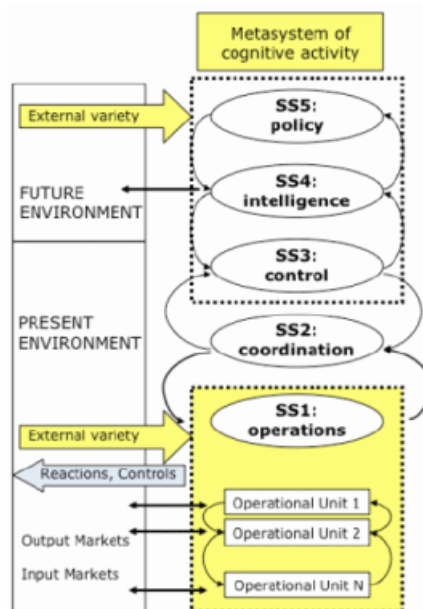 Metasystem of
cognitive activity
External variety
SS5:
policy
FUTURE
ENVIRONMENT
SS4:
intelligence
SS3:
control
PRESENT
ENVIRONMENT
SS2:
coordination
SS1:
operations
External variety
Reactions, Controls
Operational Unit 1
Output Markets
Operational Unit 2
Input Markets
Operational Unit N